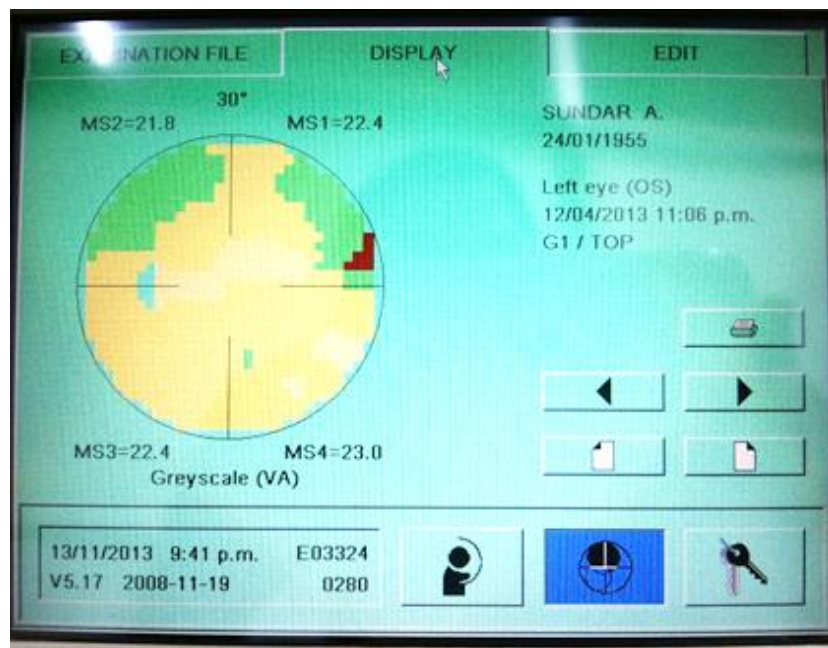 EXAMINATION FILE
DISPLAY
EDIT
30°
MS2=21.8
MS1=22.4
SUNDAR A.
24/01/1955
Left eye (OS)
12/04/2013 11:06 p.m.
G1 / TOP
MS3=22.4
MS4=23.0
Greyscale (VA)
13/11/2013 9:41 p.m. E03324
V5.17 2008-11-19 0280